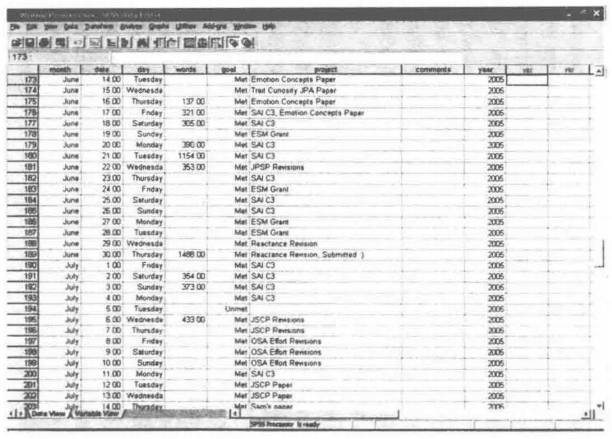 Writing Progress.sav - SPSS Data Editor
File Edit View Data Transform Analyze Graphs Utilities Add-ons Window Help
173 :
month date day words goal project comments year var var
173 June 14.00 Tuesday Met Emotion Concepts Paper 2005
174 June 15.00 Wednesda Met Trait Curiosity JPA Paper 2005
175 June 16.00 Thursday 137.00 Met Emotion Concepts Paper 2005
176 June 17.00 Friday 321.00 Met SAI C3, Emotion Concepts Paper 2005
177 June 18.00 Saturday 305.00 Met SAI C3 2005
178 June 19.00 Sunday Met ESM Grant 2005
179 June 20.00 Monday 390.00 Met SAI C3 2005
180 June 21.00 Tuesday 1154.00 Met SAI C3 2005
181 June 22.00 Wednesda 353.00 Met JPSP Revisions 2005
182 June 23.00 Thursday Met SAI C3 2005
183 June 24.00 Friday Met ESM Grant 2005
184 June 25.00 Saturday Met SAI C3 2005
185 June 26.00 Sunday Met SAI C3 2005
186 June 27.00 Monday Met ESM Grant 2005
187 June 28.00 Tuesday Met ESM Grant 2005
188 June 29.00 Wednesda Met Reactance Revision 2005
189 June 30.00 Thursday 1488.00 Met Reactance Revision, Submitted :) 2005
190 July 1.00 Friday Met SAI C3 2005
191 July 2.00 Saturday 354.00 Met SAI C3 2005
192 July 3.00 Sunday 373.00 Met SAI C3 2005
193 July 4.00 Monday Met SAI C3 2005
194 July 5.00 Tuesday Unmet 2005
195 July 6.00 Wednesda 433.00 Met JSCP Revisions 2005
196 July 7.00 Thursday Met JSCP Revisions 2005
197 July 8.00 Friday Met OSA Effort Revisions 2005
198 July 9.00 Saturday Met OSA Effort Revisions 2005
199 July 10.00 Sunday Met OSA Effort Revisions 2005
200 July 11.00 Monday Met SAI C3 2005
201 July 12.00 Tuesday Met JSCP Paper 2005
202 July 13.00 Wednesda Met JSCP Paper 2005
203 July 14.00 Thursday Met Sam's paper 2005
Data View Variable View
SPSS Processor is ready